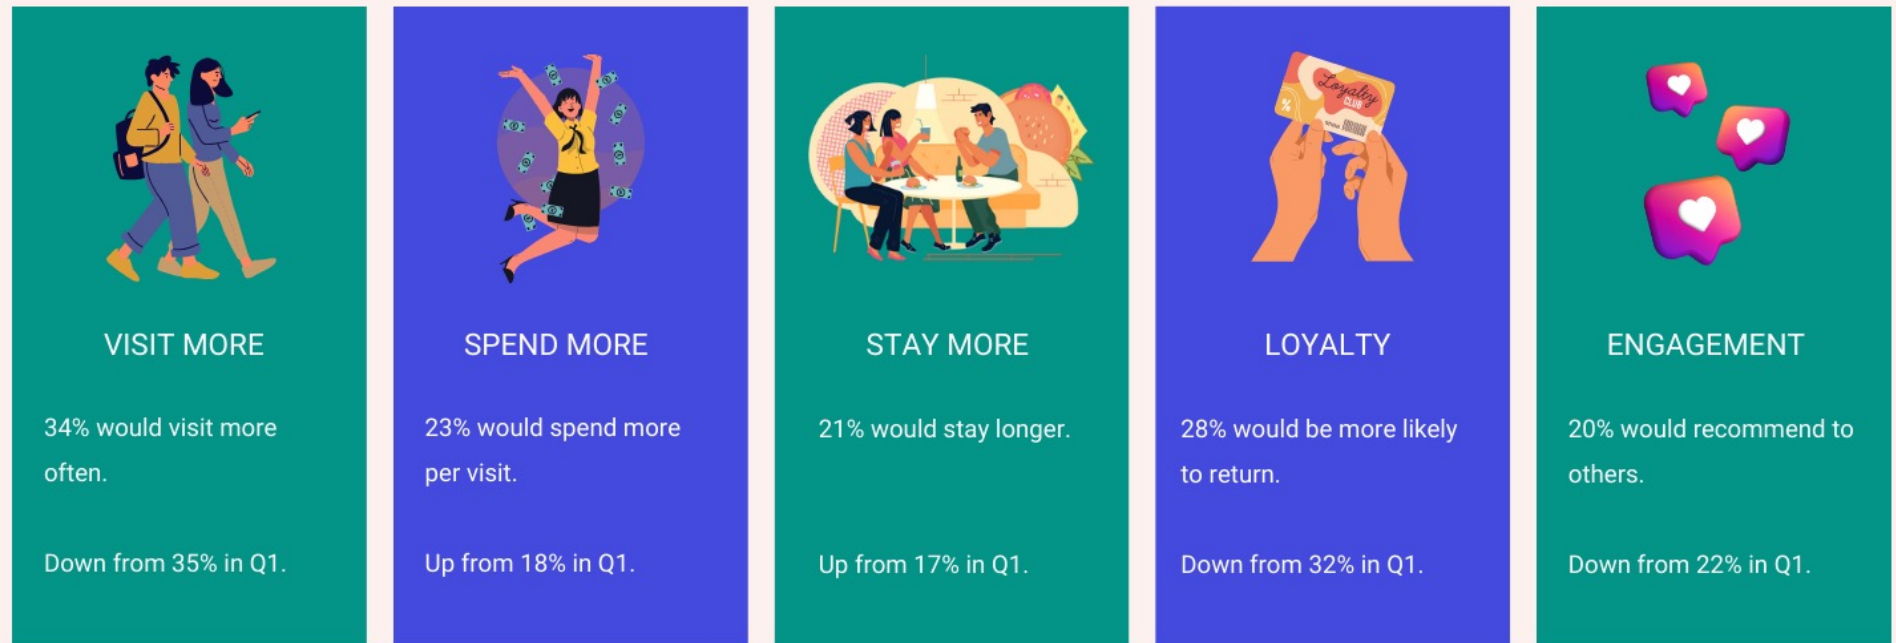 Loyalty
CLUB
%
VISIT MORE
34% would visit more
often.
Down from 35% in Q1.
SPEND MORE
23% would spend more
per visit.
Up from 18% in Q1.
STAY MORE
21% would stay longer.
Up from 17% in Q1.
LOYALTY
28% would be more likely
to return.
Down from 32% in Q1.
ENGAGEMENT
20% would recommend to
others.
Down from 22% in Q1.